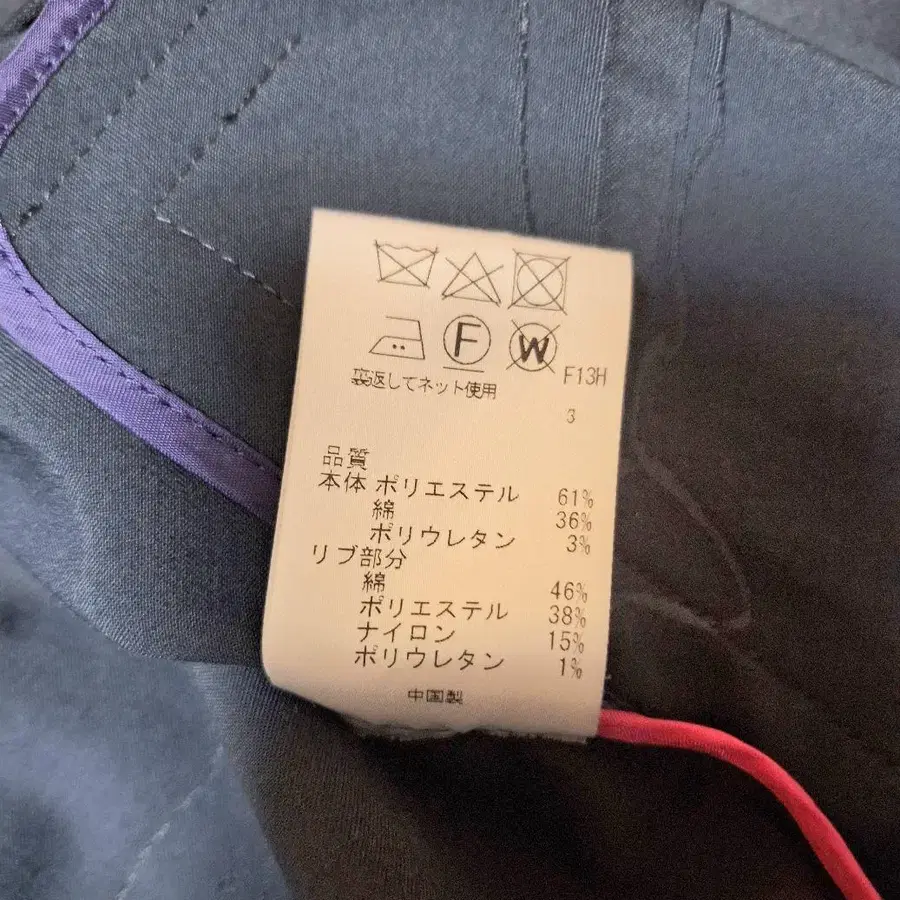 F
W
F13H
裏返してネット使用
3
品質
本体 ポリエステル 61%
綿 36%
ポリウレタン 3%
リブ部分
綿 46%
ポリエステル 38%
ナイロン 15%
ポリウレタン 1%
中国製